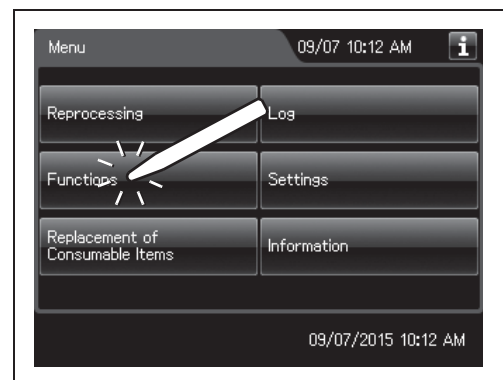 Menu
09/07 10:12 AM
i
Reprocessing
Log
Functions
Settings
Replacement of
Consumable Items
Information
09/07/2015 10:12 AM